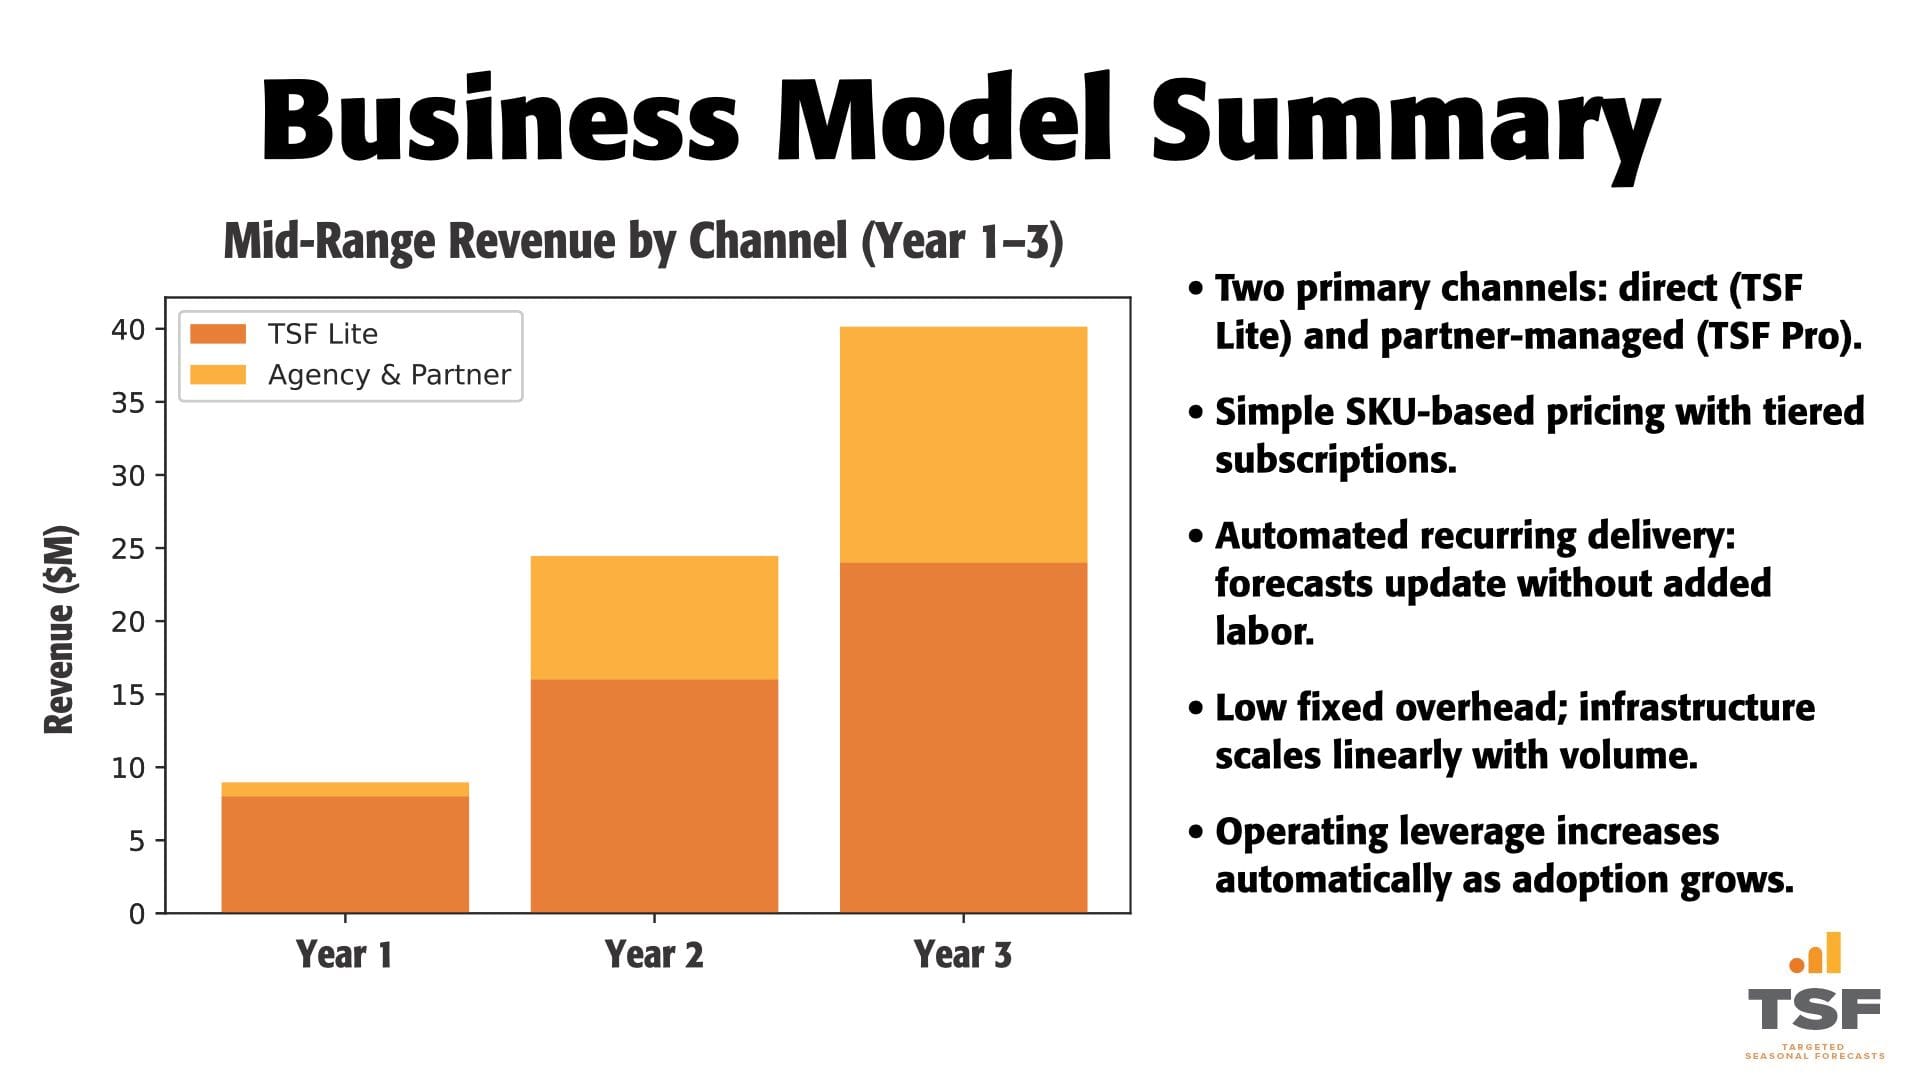 Business Model Summary
Mid-Range Revenue by Channel (Year 1–3)
TSF Lite
Agency & Partner
Revenue ($M)
40
35
30
25
20
15
10
5
0
Year 1
Year 2
Year 3
• Two primary channels: direct (TSF
Lite) and partner-managed (TSF Pro).
• Simple SKU-based pricing with tiered
subscriptions.
• Automated recurring delivery:
forecasts update without added
labor.
• Low fixed overhead; infrastructure
scales linearly with volume.
• Operating leverage increases
automatically as adoption grows.
TSF
TARGETED
SEASONAL FORECASTS